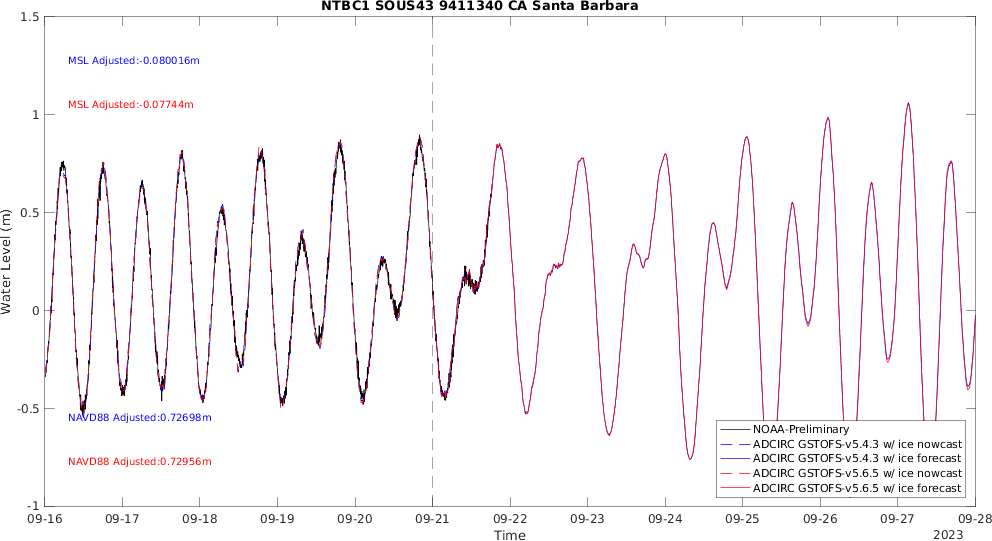 NTBC1 SOUS43 9411340 CA Santa Barbara
1.5
MSL Adjusted:-0.080016m
MSL Adjusted:-0.07744m
1
0.5
Water Level (m)
0
-0.5
NAVD88 Adjusted:0.72698m
NAVD88 Adjusted:0.72956m
NOAA-Preliminary
ADCIRC GSTOFS-v5.4.3 w/ ice nowcast
ADCIRC GSTOFS-v5.4.3 w/ ice forecast
ADCIRC GSTOFS-v5.6.5 w/ ice nowcast
ADCIRC GSTOFS-v5.6.5 w/ ice forecast
-1
09-16 09-17 09-18 09-19 09-20 09-21 09-22 09-23 09-24 09-25 09-26 09-27 09-28
Time
2023